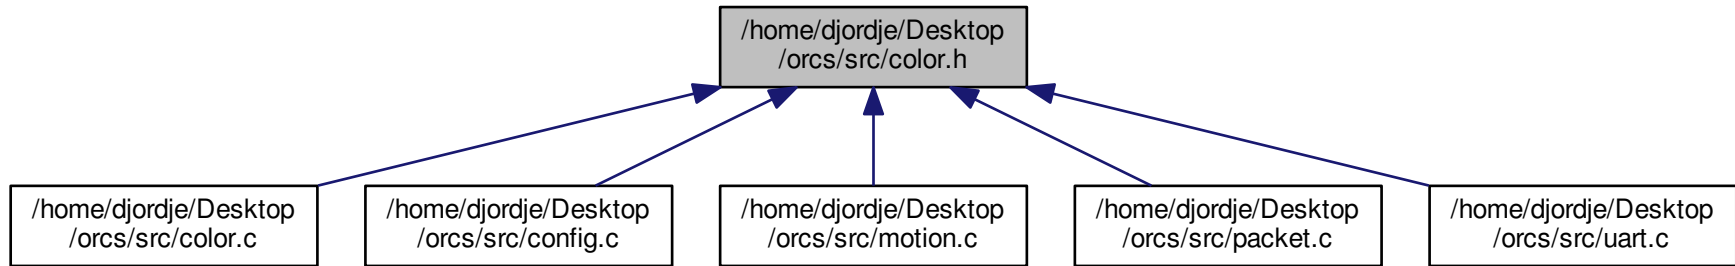 /home/djordje/Desktop
/orcs/src/color.h
/home/djordje/Desktop
/orcs/src/color.c
/home/djordje/Desktop
/orcs/src/config.c
/home/djordje/Desktop
/orcs/src/motion.c
/home/djordje/Desktop
/orcs/src/packet.c
/home/djordje/Desktop
/orcs/src/uart.c